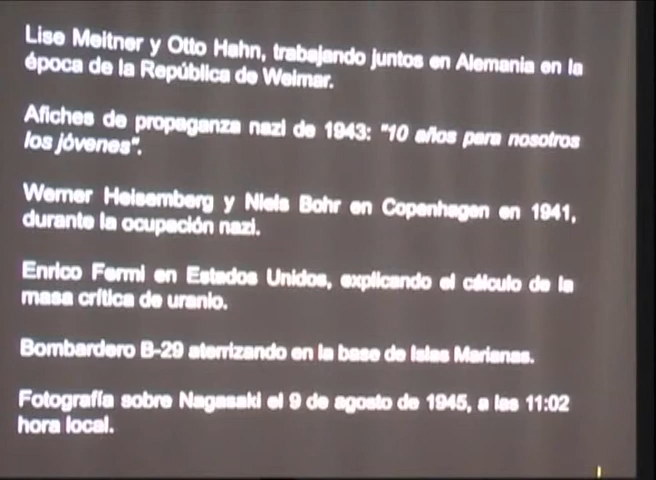 Lise Meitner y Otto Hahn, trabajando juntos en Alemania en la
época de la República de Weimar.
Afiches de propaganza nazi de 1943: "10 años para nosotros
los jóvenes".
Werner Heisemberg y Niels Bohr en Copenhagen en 1941,
durante la ocupación nazi.
Enrico Fermi en Estados Unidos, explicando el cálculo de la
masa crítica de uranio.
Bombardero B-29 aterrizando en la base de Islas Marianas.
Fotografía sobre Nagasaki el 9 de agosto de 1945, a las 11:02
hora local.